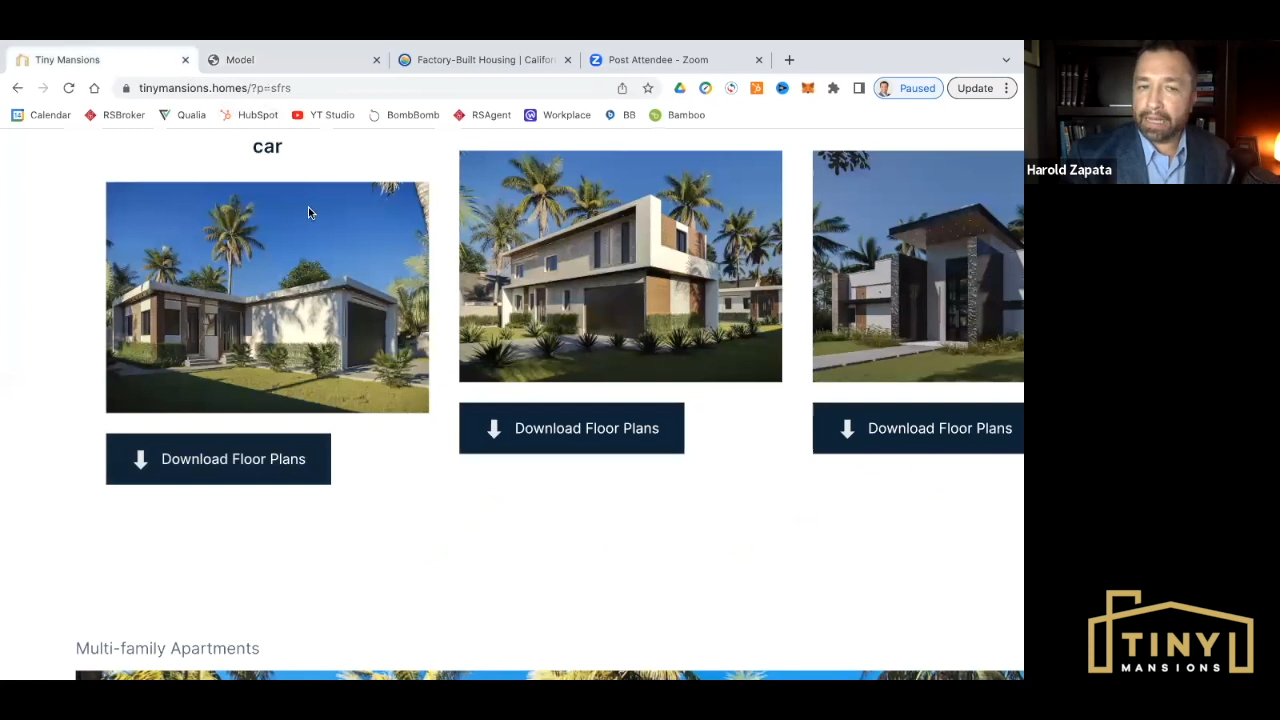 Tiny Mansions
Model
Factory-Built Housing | Califor
Post Attendee - Zoom
tinymansions.homes/?p=sfrs
Paused
Update
Calendar
RSBroker
Qualia
HubSpot
YT Studio
BombBomb
RSAgent
Workplace
BB
Bamboo
car
Harold Zapata
Download Floor Plans
Download Floor Plans
Download Floor Plans
Multi-family Apartments
TINY
MANSIONS